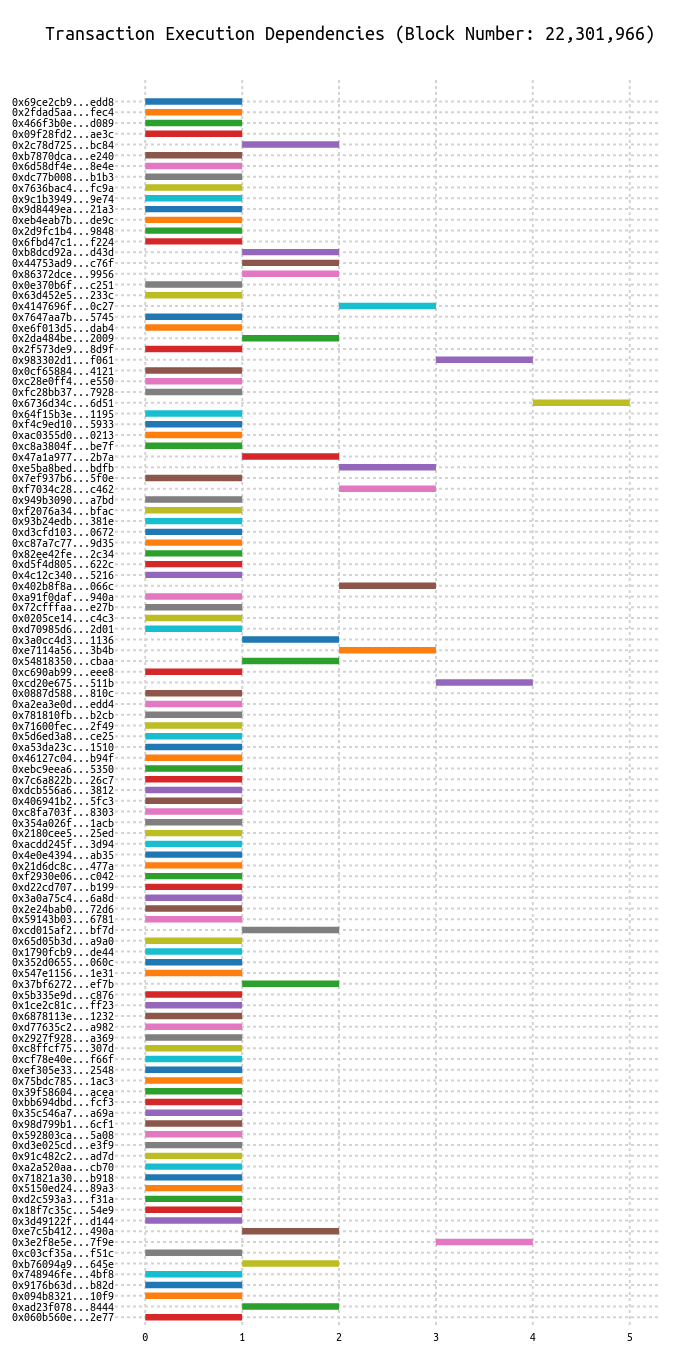 Transaction Execution Dependencies (Block Number: 22,301,966)
0x69ce2cb9...edd8
0x2fdad5aa...fec4
0x466f3b0e...d089
0x09f28fd2...ae3c
0x2c78d725...bc84
0xb7870dca...e240
0x6d58df4e...8e4e
0xdc77b008...b1b3
0x7636bac4...fc9a
0x9c1b3949...9e74
0x9d8449ea...21a3
0xeb4eab7b...de9c
0x2d9fc1b4...9848
0x6fbd47c1...f224
0xb8dcd92a...d43d
0x44753ad9...c76f
0x86372dce...9956
0x0e370b6f...c251
0x63d452e5...233c
0x4147696f...0c27
0x7647aa7b...5745
0xe6f013d5...dab4
0x2da484be...2009
0x2f573de9...8d9f
0x983302d1...f061
0x0cf65884...4121
0xc28e0ff4...e550
0xfc28bb37...7928
0x6736d34c...6d51
0x64f15b3e...1195
0xf4c9ed10...5933
0xac0355d0...0213
0xc8a3804f...be7f
0x47a1a977...2b7a
0xe5ba8bed...bdfb
0x7ef937b6...5f0e
0xf7034c28...c462
0x949b3090...a7bd
0xf2076a34...bfac
0x93b24edb...381e
0xd3cfd103...0672
0xc87a7c77...9d35
0x82ee42fe...2c34
0xd5f4d805...622c
0x4c12c340...5216
0x402b8f8a...066c
0xa91f0daf...940a
0x72cfffaa...e27b
0x0205ce14...c4c3
0xd70985d6...2d01
0x3a0cc4d3...1136
0xe7114a56...3b4b
0x54818350...cbaa
0xc690ab99...eee8
0xcd20e675...511b
0x0887d588...810c
0xa2ea3e0d...edd4
0x781810fb...b2cb
0x71600fec...2f49
0x5d6ed3a8...ce25
0xa53da23c...1510
0x46127c04...b94f
0xebc9eea6...5350
0x7c6a822b...26c7
0xdcb556a6...3812
0x406941b2...5fc3
0xc8fa703f...8303
0x354a026f...1acb
0x2180cee5...25ed
0xacdd245f...3d94
0x4e0e4394...ab35
0x21d6dc8c...477a
0xf2930e06...c042
0xd22cd707...b199
0x3a0a75c4...6a8d
0x2e24bab0...72d6
0x59143b03...6781
0xcd015af2...bf7d
0x65d05b3d...a9a0
0x1790fcb9...de44
0x352d0655...060c
0x547e1156...1e31
0x37bf6272...ef7b
0x5b335e9d...c876
0x1ce2c81c...ff23
0x6878113e...1232
0xd77635c2...a982
0x2927f928...a369
0xc8ffcf75...307d
0xcf78e40e...f66f
0xef305e33...2548
0x75bdc785...1ac3
0x39f58604...acea
0xbb694dbd...fcf3
0x35c546a7...a69a
0x98d799b1...6cf1
0x592803ca...5a08
0xd3e025cd...e3f9
0x91c482c2...ad7d
0xa2a520aa...cb70
0x71821a30...b918
0x5150ed24...89a3
0xd2c593a3...f31a
0x18f7c35c...54e9
0x3d49122f...d144
0xe7c5b412...490a
0x3e2f8e5e...7f9e
0xc03cf35a...f51c
0xb76094a9...645e
0x748946fe...4bf8
0x9176b63d...b82d
0x094b8321...10f9
0xad23f078...8444
0x060b560e...2e77
0 1 2 3 4 5